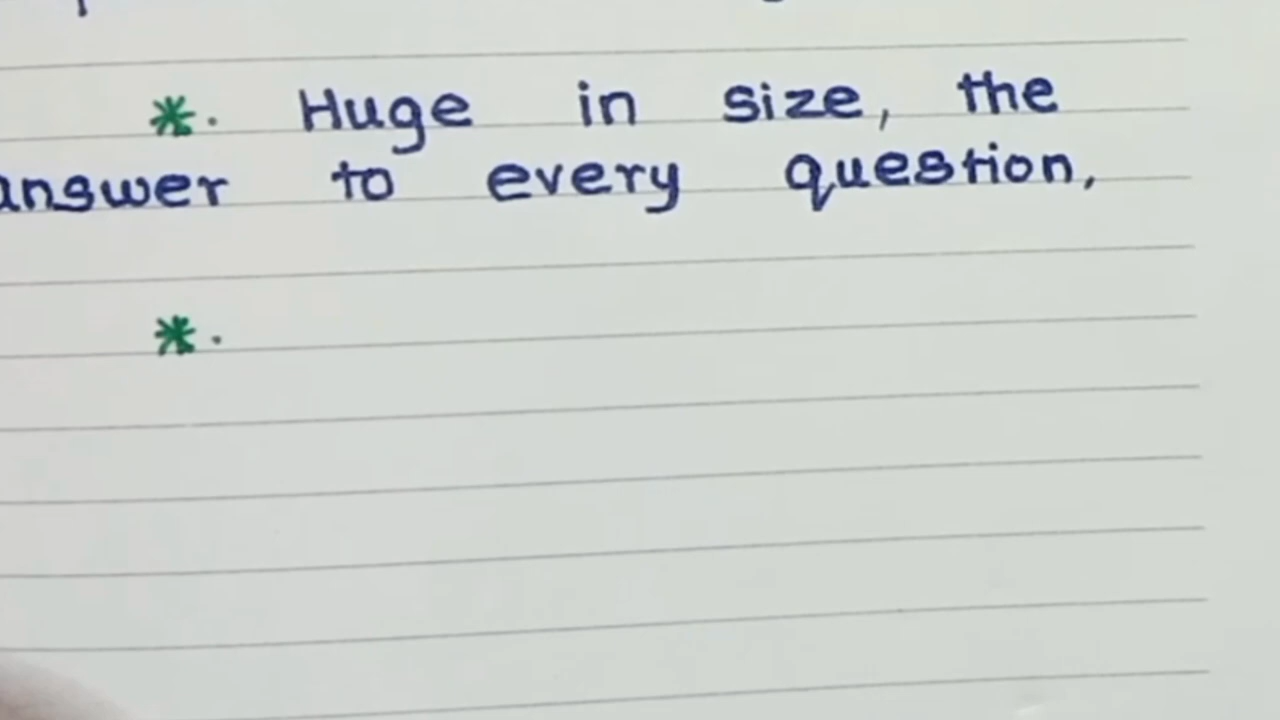 *. Huge in size, the
answer to every question,
*.